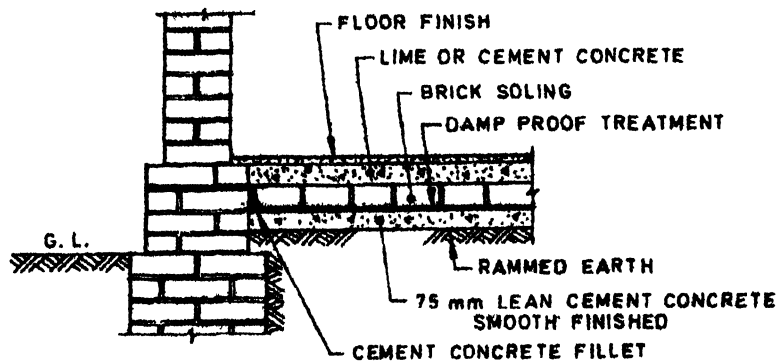 FLOOR FINISH
LIME OR CEMENT CONCRETE
BRICK SOLING
DAMP PROOF TREATMENT
G. L.
RAMMED EARTH
75 mm LEAN CEMENT CONCRETE
SMOOTH FINISHED
CEMENT CONCRETE FILLET